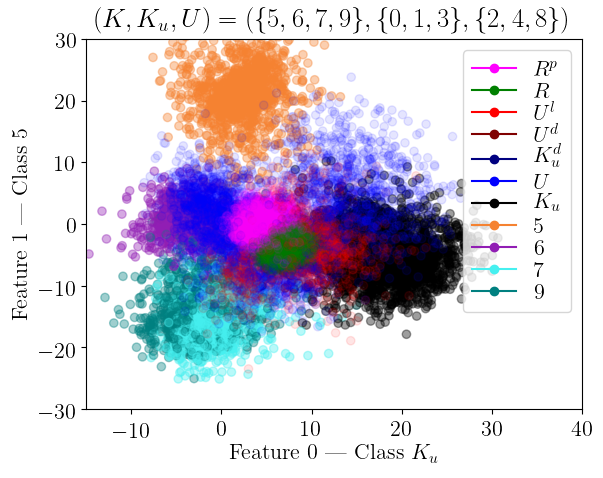 (K, K_u, U) = ({5, 6, 7, 9}, {0, 1, 3}, {2, 4, 8})
30
20
10
0
−10
−20
−30
Feature 1 — Class 5
R^p
R
U^l
U^d
K_u^d
U
K_u
5
6
7
9
−10
0
10
20
30
40
Feature 0 — Class K_u